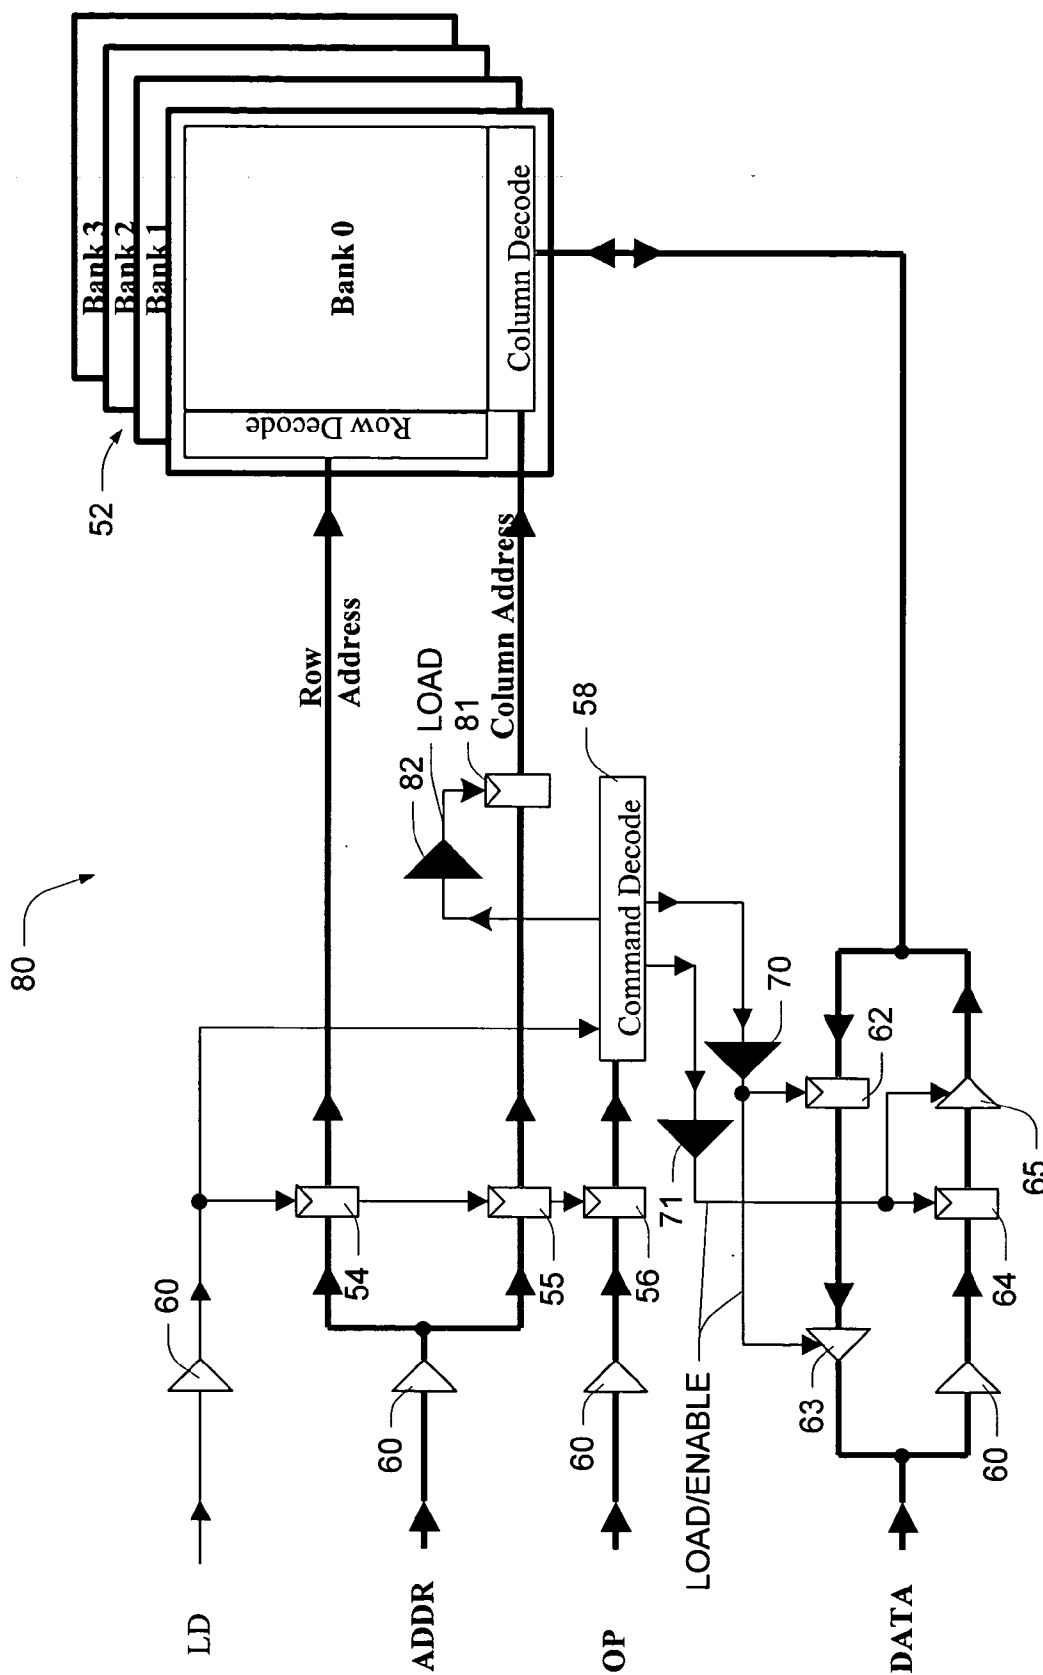 80
52
Bank 3
Bank 2
Bank 1
Bank 0
Row Decode
Column Decode
Row
Address
Column Address
LOAD
82
81
58
Command Decode
LD
60
54
ADDR
60
55
OP
60
56
LOAD/ENABLE
71
70
62
63
DATA
60
64
65